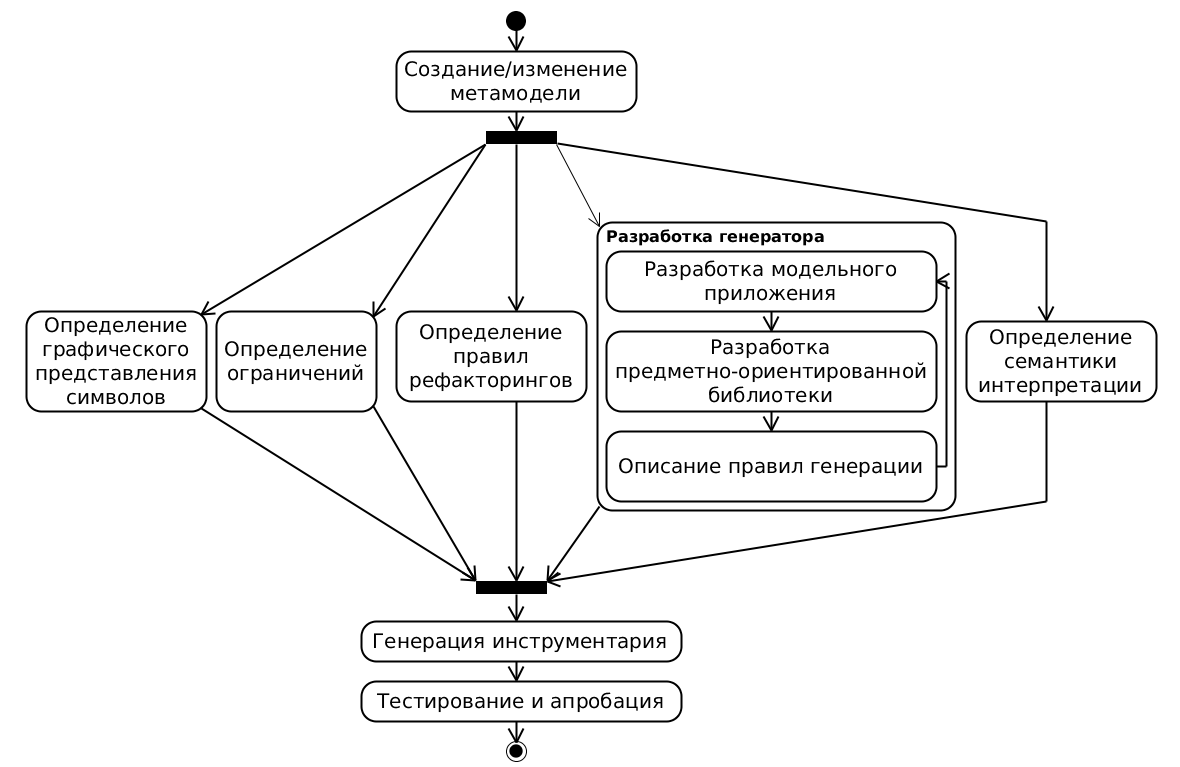 Создание/изменение
метамодели
Определение
графического
представления
символов
Определение
ограничений
Определение
правил
рефакторингов
Разработка генератора
Разработка модельного
приложения
Разработка
предметно-ориентированной
библиотеки
Описание правил генерации
Определение
семантики
интерпретации
Генерация инструментария
Тестирование и апробация